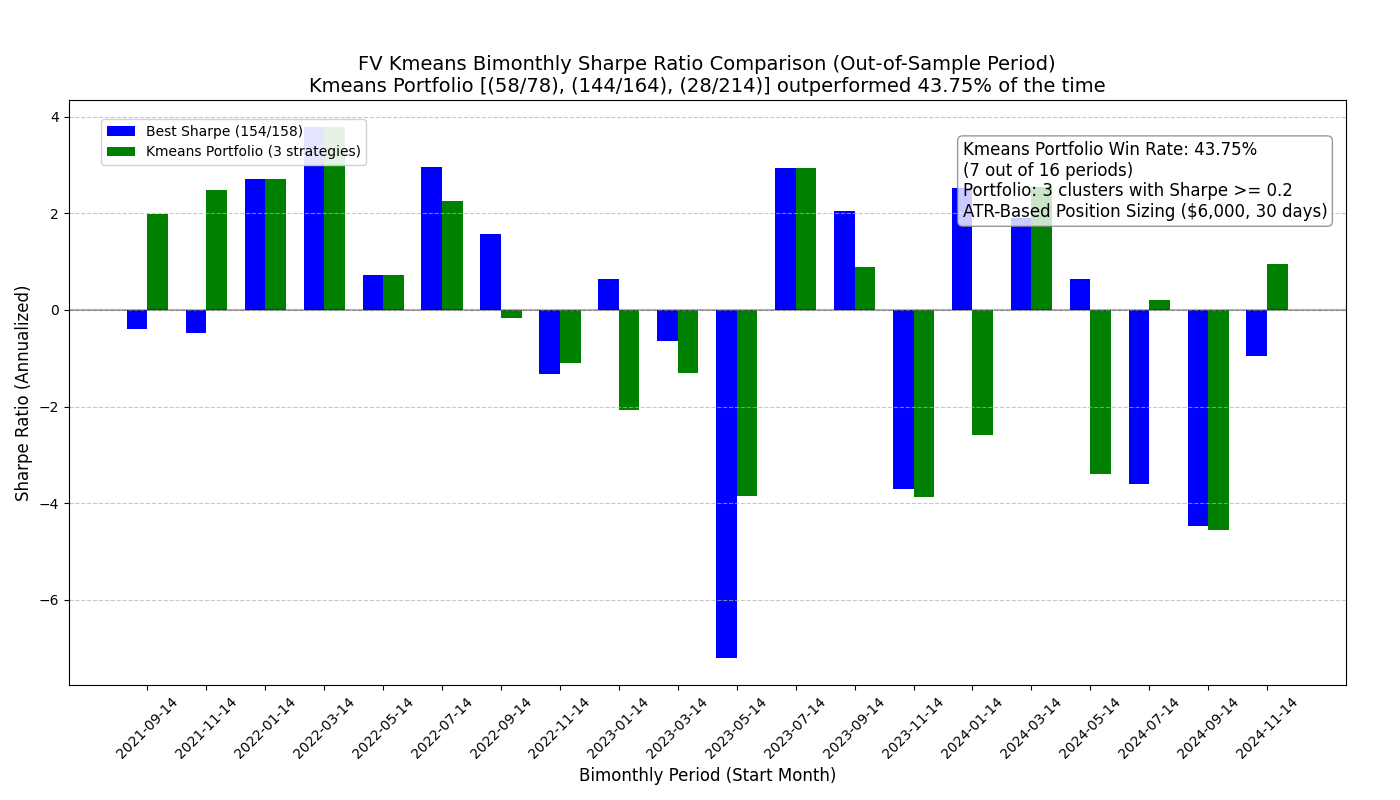 FV Kmeans Bimonthly Sharpe Ratio Comparison (Out-of-Sample Period)
Kmeans Portfolio [(58/78), (144/164), (28/214)] outperformed 43.75% of the time
Best Sharpe (154/158)
Kmeans Portfolio (3 strategies)
Kmeans Portfolio Win Rate: 43.75%
(7 out of 16 periods)
Portfolio: 3 clusters with Sharpe >= 0.2
ATR-Based Position Sizing ($6,000, 30 days)
Sharpe Ratio (Annualized)
4
2
0
−2
−4
−6
2021-09-14
2021-11-14
2022-01-14
2022-03-14
2022-05-14
2022-07-14
2022-09-14
2022-11-14
2023-01-14
2023-03-14
2023-05-14
2023-07-14
2023-09-14
2023-11-14
2024-01-14
2024-03-14
2024-05-14
2024-07-14
2024-09-14
2024-11-14
Bimonthly Period (Start Month)